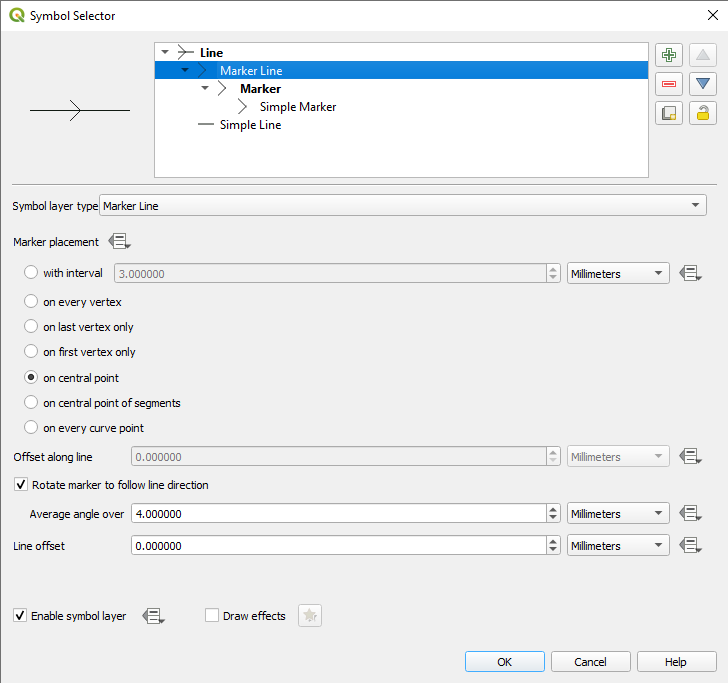 Symbol Selector
Line
Marker Line
Marker
Simple Marker
Simple Line
Symbol layer type Marker Line
Marker placement
with interval 3.000000 Millimeters
on every vertex
on last vertex only
on first vertex only
on central point
on central point of segments
on every curve point
Offset along line 0.000000 Millimeters
Rotate marker to follow line direction
Average angle over 4.000000 Millimeters
Line offset 0.000000 Millimeters
Enable symbol layer Draw effects
OK Cancel Help